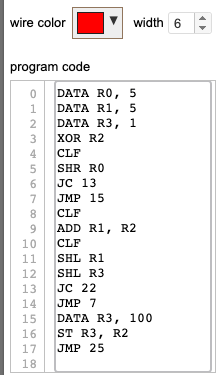 wire color width 6
program code
0 DATA R0, 5
1 DATA R1, 5
2 DATA R3, 1
3 XOR R2
4 CLF
5 SHR R0
6 JC 13
7 JMP 15
8 CLF
9 ADD R1, R2
10 CLF
11 SHL R1
12 SHL R3
13 JC 22
14 JMP 7
15 DATA R3, 100
16 ST R3, R2
17 JMP 25
18